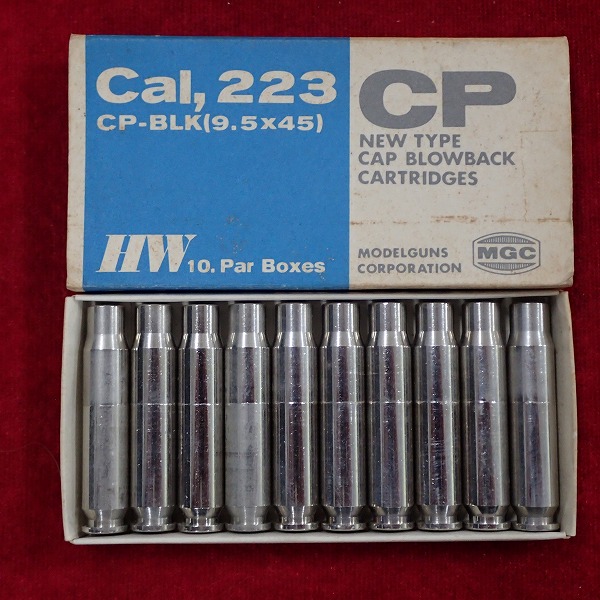 Cal, 223
CP-BLK(9.5x45)
HW 10. Par Boxes
CP
NEW TYPE
CAP BLOWBACK
CARTRIDGES
MODELGUNS
CORPORATION
MGC